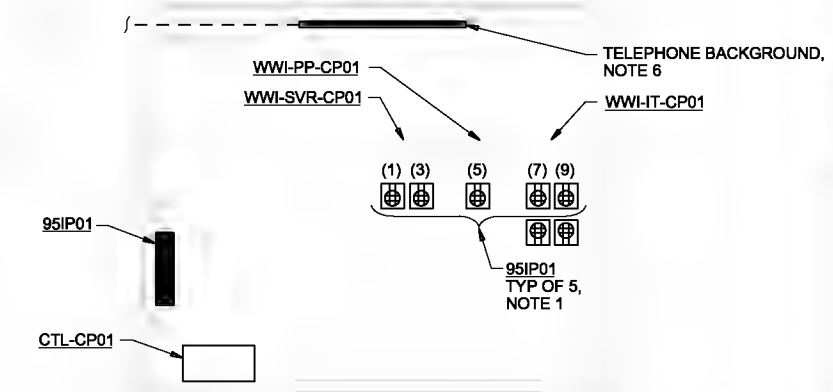 TELEPHONE BACKGROUND,
NOTE 6
WWI-PP-CP01
WWI-SVR-CP01
WWI-IT-CP01
(1) (3) (5) (7) (9)
95IP01
95IP01
TYP OF 5,
NOTE 1
CTL-CP01